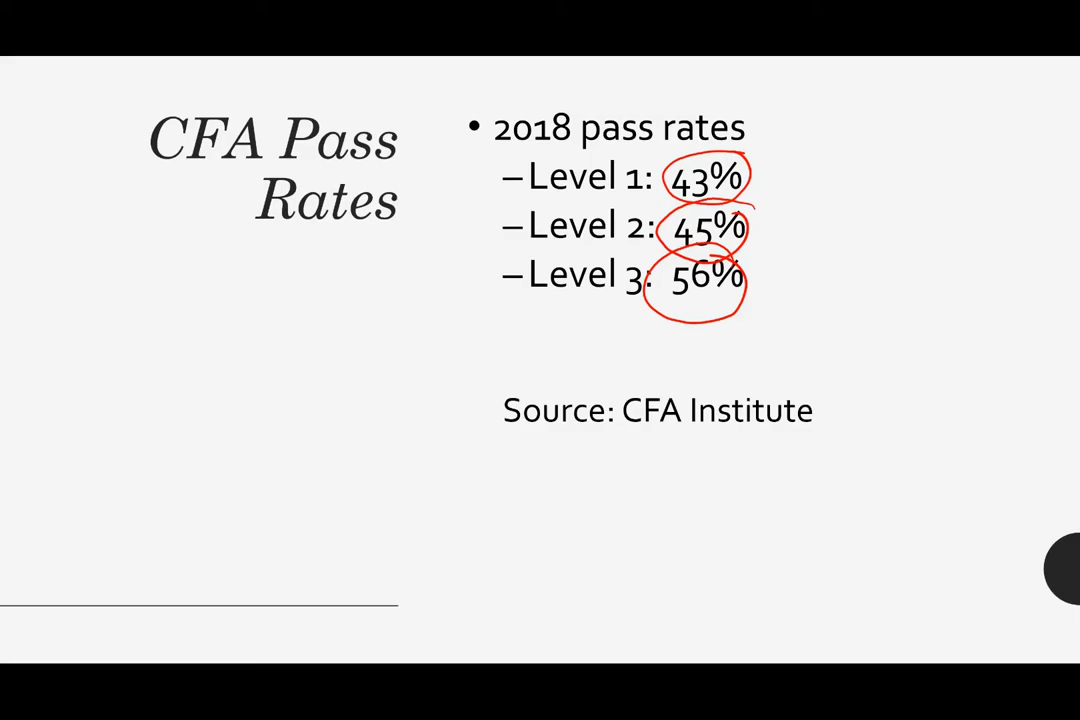 CFA Pass
Rates
• 2018 pass rates
–Level 1: 43%
–Level 2: 45%
–Level 3: 56%
Source: CFA Institute